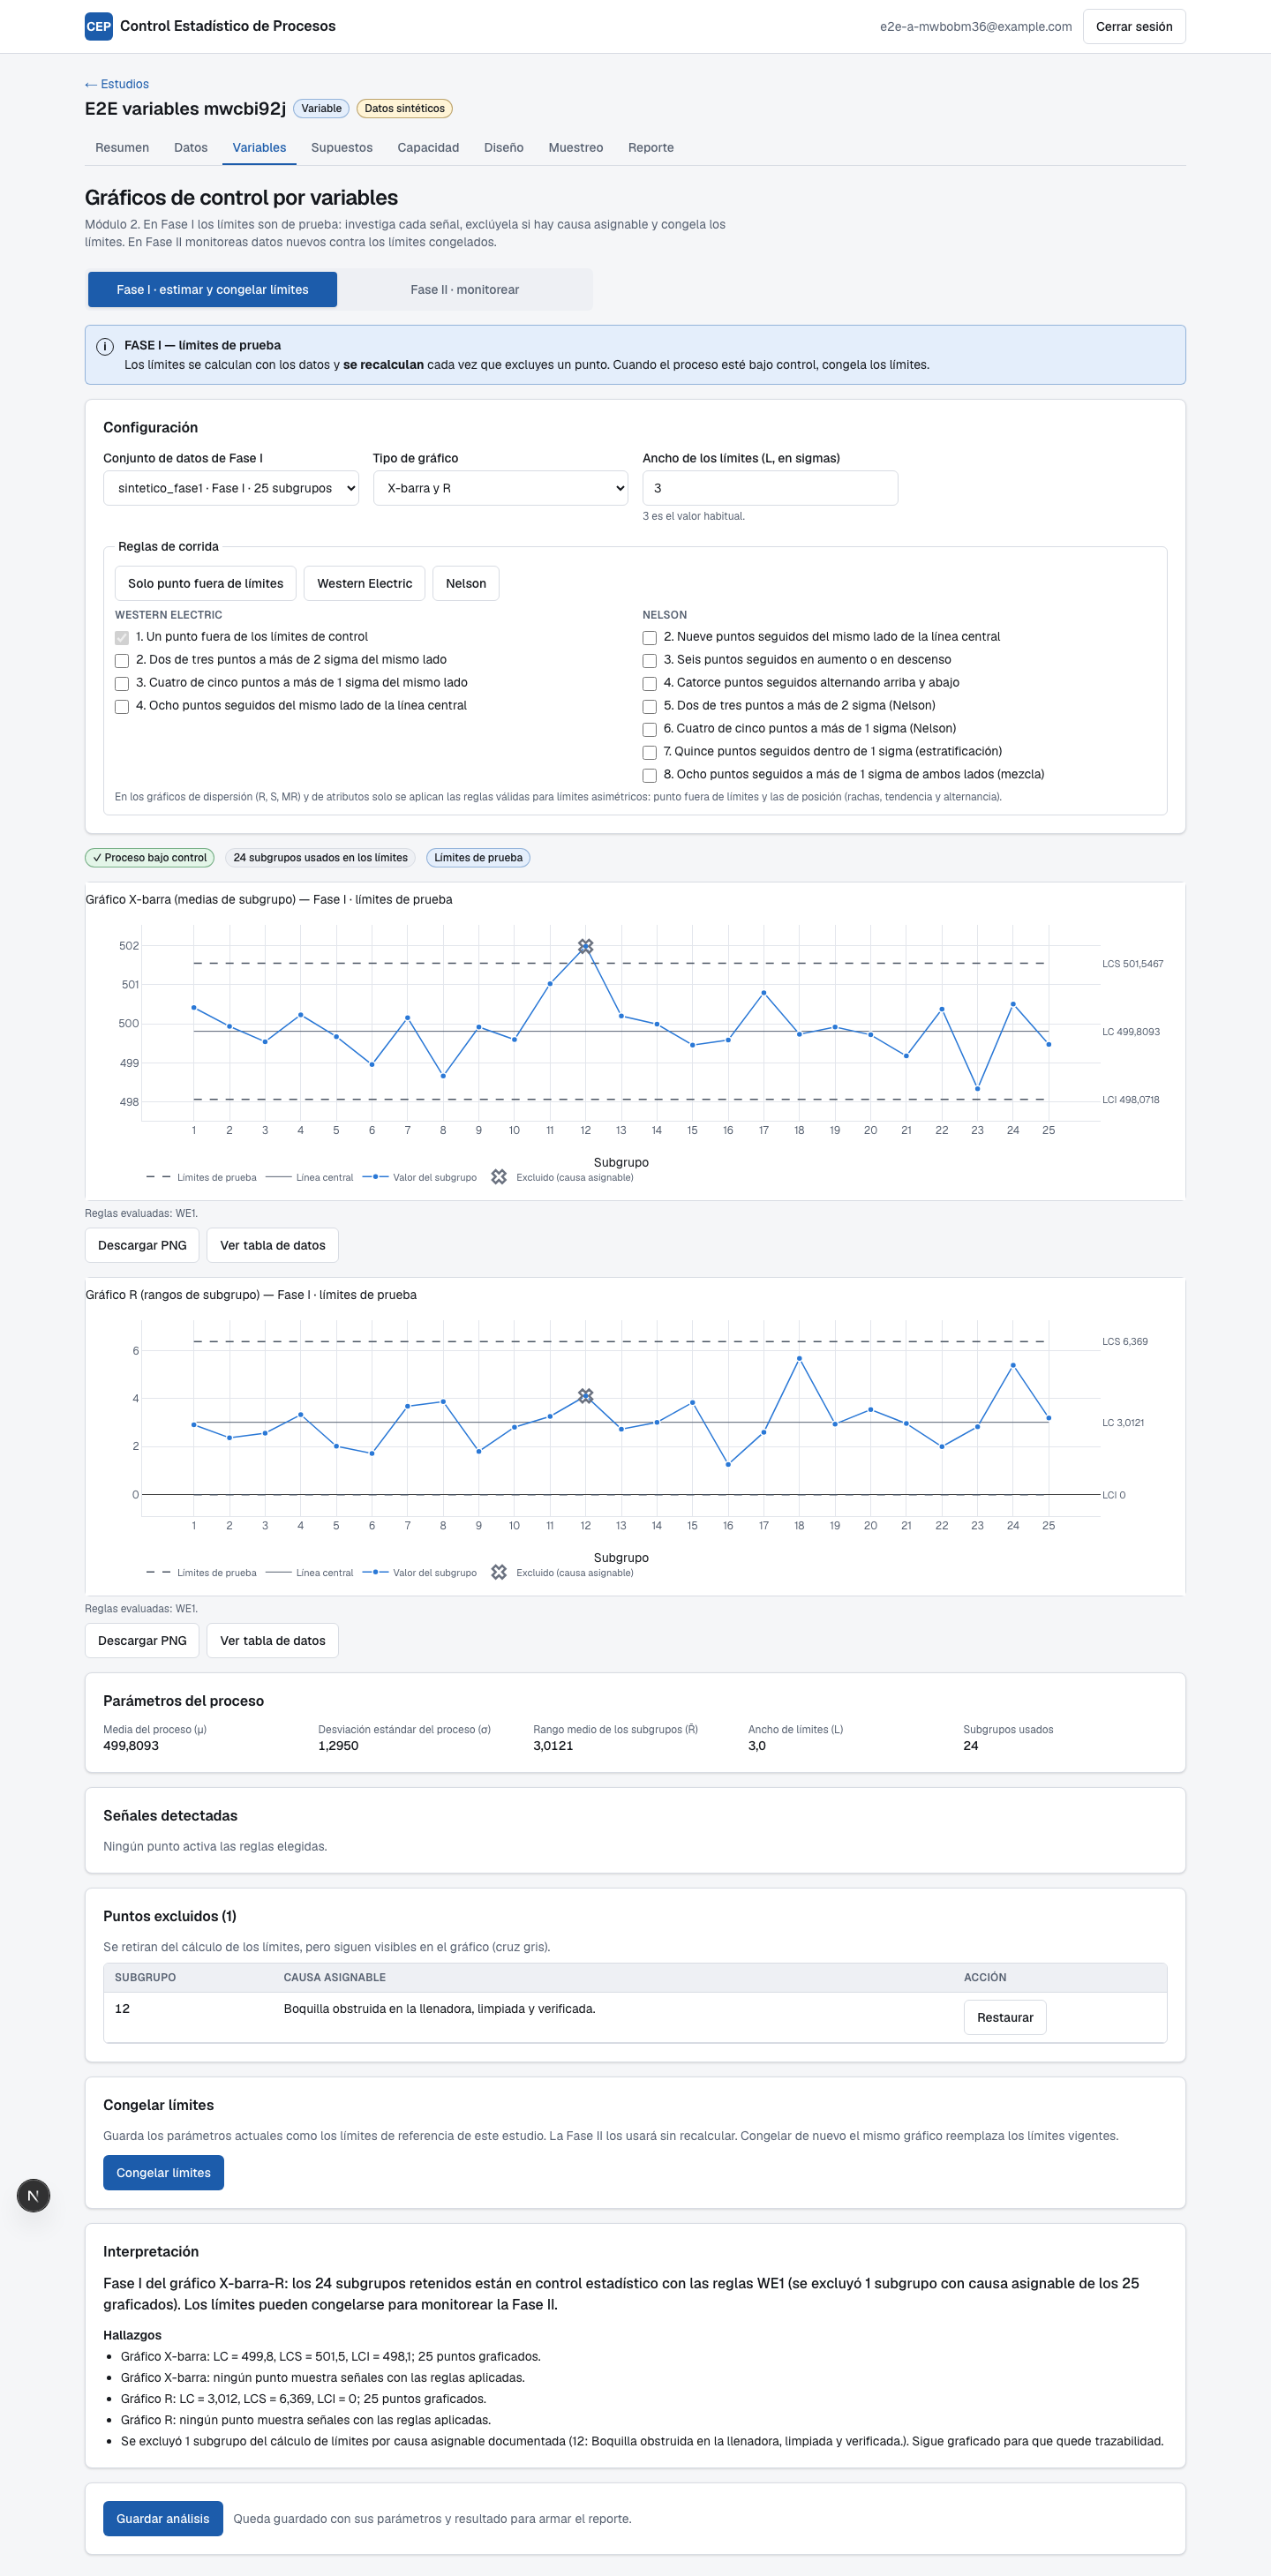 CEP Control Estadístico de Procesos
e2e-a-mwbobm36@example.com
Cerrar sesión
← Estudios
E2E variables mwcbi92j Variable Datos sintéticos
Resumen Datos Variables Supuestos Capacidad Diseño Muestreo Reporte
Gráficos de control por variables
Módulo 2. En Fase I los límites son de prueba: investiga cada señal, exclúyela si hay causa asignable y congela los
límites. En Fase II monitoreas datos nuevos contra los límites congelados.
Fase I · estimar y congelar límites Fase II · monitorear
FASE I — límites de prueba
Los límites se calculan con los datos y se recalculan cada vez que excluyes un punto. Cuando el proceso esté bajo control, congela los límites.
Configuración
Conjunto de datos de Fase I Tipo de gráfico Ancho de los límites (L, en sigmas)
sintetico_fase1 · Fase I · 25 subgrupos X-barra y R 3
3 es el valor habitual.
Reglas de corrida
Solo punto fuera de límites Western Electric Nelson
WESTERN ELECTRIC
1. Un punto fuera de los límites de control
2. Dos de tres puntos a más de 2 sigma del mismo lado
3. Cuatro de cinco puntos a más de 1 sigma del mismo lado
4. Ocho puntos seguidos del mismo lado de la línea central
NELSON
2. Nueve puntos seguidos del mismo lado de la línea central
3. Seis puntos seguidos en aumento o en descenso
4. Catorce puntos seguidos alternando arriba y abajo
5. Dos de tres puntos a más de 2 sigma (Nelson)
6. Cuatro de cinco puntos a más de 1 sigma (Nelson)
7. Quince puntos seguidos dentro de 1 sigma (estratificación)
8. Ocho puntos seguidos a más de 1 sigma de ambos lados (mezcla)
En los gráficos de dispersión (R, S, MR) y de atributos solo se aplican las reglas válidas para límites asimétricos: punto fuera de límites y las de posición (rachas, tendencia y alternancia).
✓ Proceso bajo control 24 subgrupos usados en los límites Límites de prueba
Gráfico X-barra (medias de subgrupo) — Fase I · límites de prueba
502
501
500
499
498
LCS 501,5467
LC 499,8093
LCI 498,0718
1 2 3 4 5 6 7 8 9 10 11 12 13 14 15 16 17 18 19 20 21 22 23 24 25
Subgrupo
Límites de prueba Línea central Valor del subgrupo Excluido (causa asignable)
Reglas evaluadas: WE1.
Descargar PNG Ver tabla de datos
Gráfico R (rangos de subgrupo) — Fase I · límites de prueba
6
4
2
0
LCS 6,369
LC 3,0121
LCI 0
1 2 3 4 5 6 7 8 9 10 11 12 13 14 15 16 17 18 19 20 21 22 23 24 25
Subgrupo
Límites de prueba Línea central Valor del subgrupo Excluido (causa asignable)
Reglas evaluadas: WE1.
Descargar PNG Ver tabla de datos
Parámetros del proceso
Media del proceso (μ) Desviación estándar del proceso (σ) Rango medio de los subgrupos (R̄) Ancho de límites (L) Subgrupos usados
499,8093 1,2950 3,0121 3,0 24
Señales detectadas
Ningún punto activa las reglas elegidas.
Puntos excluidos (1)
Se retiran del cálculo de los límites, pero siguen visibles en el gráfico (cruz gris).
SUBGRUPO CAUSA ASIGNABLE ACCIÓN
12 Boquilla obstruida en la llenadora, limpiada y verificada. Restaurar
Congelar límites
Guarda los parámetros actuales como los límites de referencia de este estudio. La Fase II los usará sin recalcular. Congelar de nuevo el mismo gráfico reemplaza los límites vigentes.
Congelar límites
N
Interpretación
Fase I del gráfico X-barra-R: los 24 subgrupos retenidos están en control estadístico con las reglas WE1 (se excluyó 1 subgrupo con causa asignable de los 25
graficados). Los límites pueden congelarse para monitorear la Fase II.
Hallazgos
• Gráfico X-barra: LC = 499,8, LCS = 501,5, LCI = 498,1; 25 puntos graficados.
• Gráfico X-barra: ningún punto muestra señales con las reglas aplicadas.
• Gráfico R: LC = 3,012, LCS = 6,369, LCI = 0; 25 puntos graficados.
• Gráfico R: ningún punto muestra señales con las reglas aplicadas.
• Se excluyó 1 subgrupo del cálculo de límites por causa asignable documentada (12: Boquilla obstruida en la llenadora, limpiada y verificada.). Sigue graficado para que quede trazabilidad.
Guardar análisis Queda guardado con sus parámetros y resultado para armar el reporte.